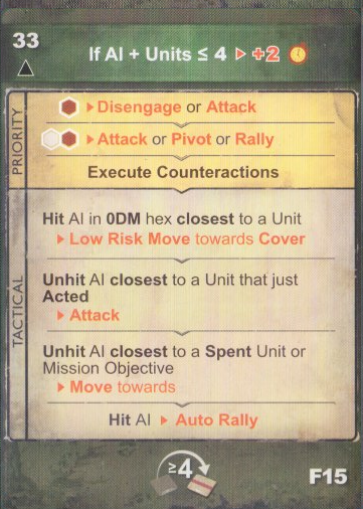 33
If AI + Units ≤ 4 ▷ +2
PRIORITY
▸ Disengage or Attack
▸ Attack or Pivot or Rally
Execute Counteractions
TACTICAL
Hit AI in 0DM hex closest to a Unit
▸ Low Risk Move towards Cover
Unhit AI closest to a Unit that just
Acted
▸ Attack
Unhit AI closest to a Spent Unit or
Mission Objective
▸ Move towards
Hit AI ▸ Auto Rally
≥4
F15